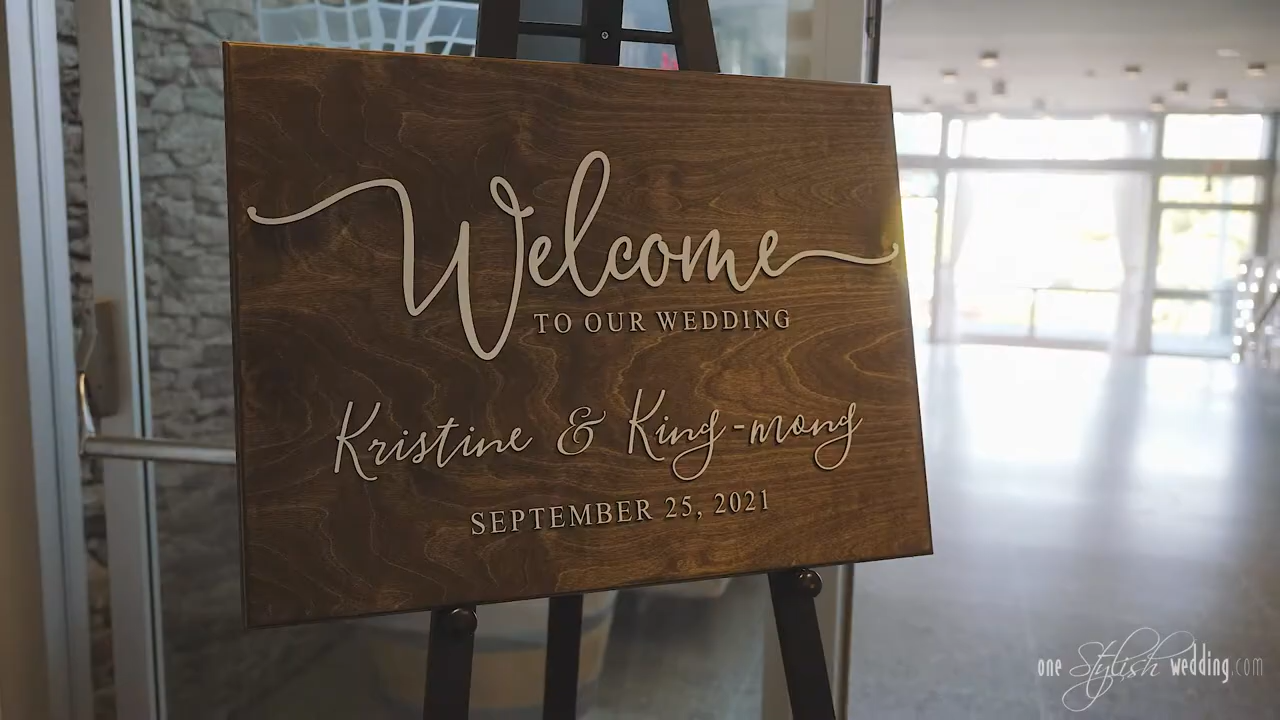 Welcome
TO OUR WEDDING
Kristine & King-mong
SEPTEMBER 25, 2021
one Stylish wedding.com